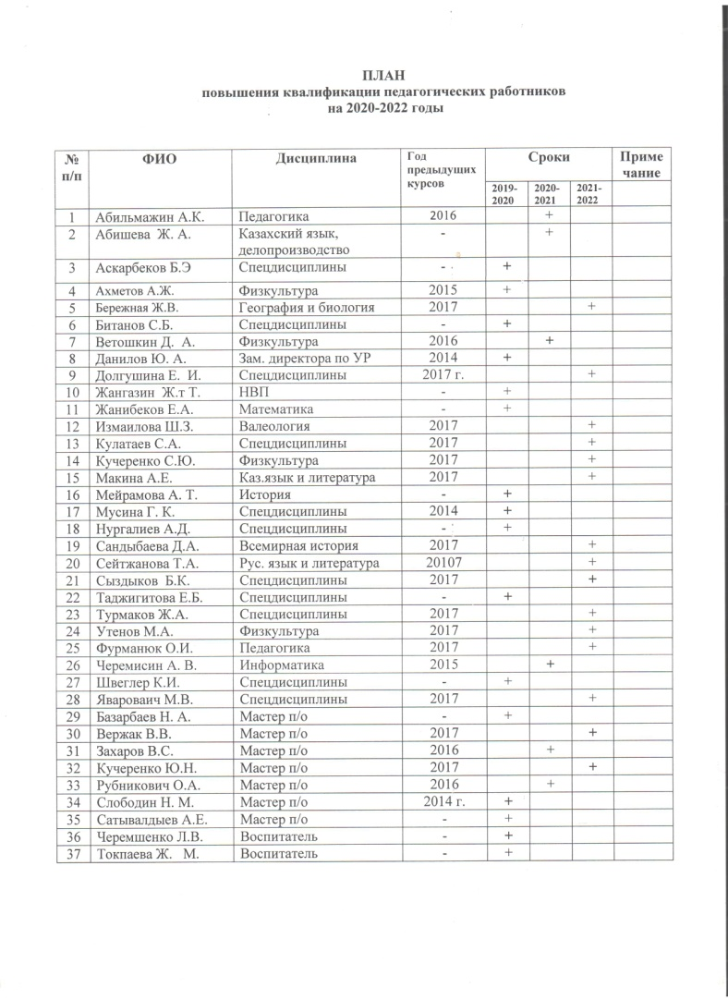 ПЛАН
повышения квалификации педагогических работников
на 2020-2022 годы
№ п/п ФИО Дисциплина Год предыдущих курсов Сроки Приме чание
2019-2020 2020-2021 2021-2022
1 Абильмажин А.К. Педагогика 2016 +
2 Абишева Ж. А. Казахский язык, - +
делопроизводство
3 Аскарбеков Б.Э Спецдисциплины - +
4 Ахметов А.Ж. Физкультура 2015 +
5 Бережная Ж.В. География и биология 2017 +
6 Битанов С.Б. Спецдисциплины - +
7 Ветошкин Д. А. Физкультура 2016 +
8 Данилов Ю. А. Зам. директора по УР 2014 +
9 Долгушина Е. И. Спецдисциплины 2017 г. +
10 Жангазин Ж.т Т. НВП - +
11 Жанибеков Е.А. Математика - +
12 Измаилова Ш.З. Валеология 2017 +
13 Кулатаев С.А. Спецдисциплины 2017 +
14 Кучеренко С.Ю. Физкультура 2017 +
15 Макина А.Е. Каз.язык и литература 2017 +
16 Мейрамова А. Т. История - +
17 Мусина Г. К. Спецдисциплины 2014 +
18 Нургалиев А.Д. Спецдисциплины - +
19 Сандыбаева Д.А. Всемирная история 2017 +
20 Сейтжанова Т.А. Рус. язык и литература 20107 +
21 Сыздыков Б.К. Спецдисциплины 2017 +
22 Таджигитова Е.Б. Спецдисциплины - +
23 Турмаков Ж.А. Спецдисциплины 2017 +
24 Утенов М.А. Физкультура 2017 +
25 Фурманюк О.И. Педагогика 2017 +
26 Черемисин А. В. Информатика 2015 +
27 Швеглер К.И. Спецдисциплины - +
28 Явароваич М.В. Спецдисциплины 2017 +
29 Базарбаев Н. А. Мастер п/о - +
30 Вержак В.В. Мастер п/о 2017 +
31 Захаров В.С. Мастер п/о 2016 +
32 Кучеренко Ю.Н. Мастер п/о 2017 +
33 Рубникович О.А. Мастер п/о 2016 +
34 Слободин Н. М. Мастер п/о 2014 г. +
35 Сатывалдыев А.Е. Мастер п/о - +
36 Черемшенко Л.В. Воспитатель - +
37 Токпаева Ж. М. Воспитатель - +